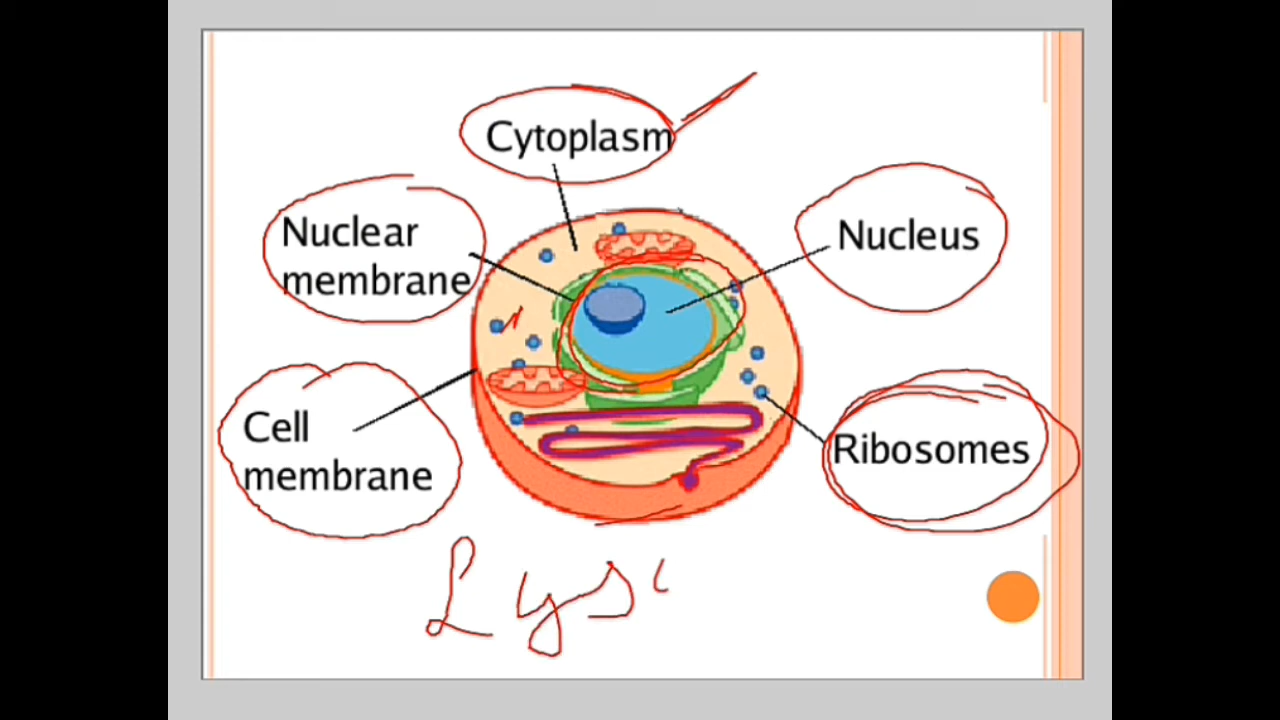 Cytoplasm
Nuclear
membrane
Nucleus
Cell
membrane
Ribosomes
Lys